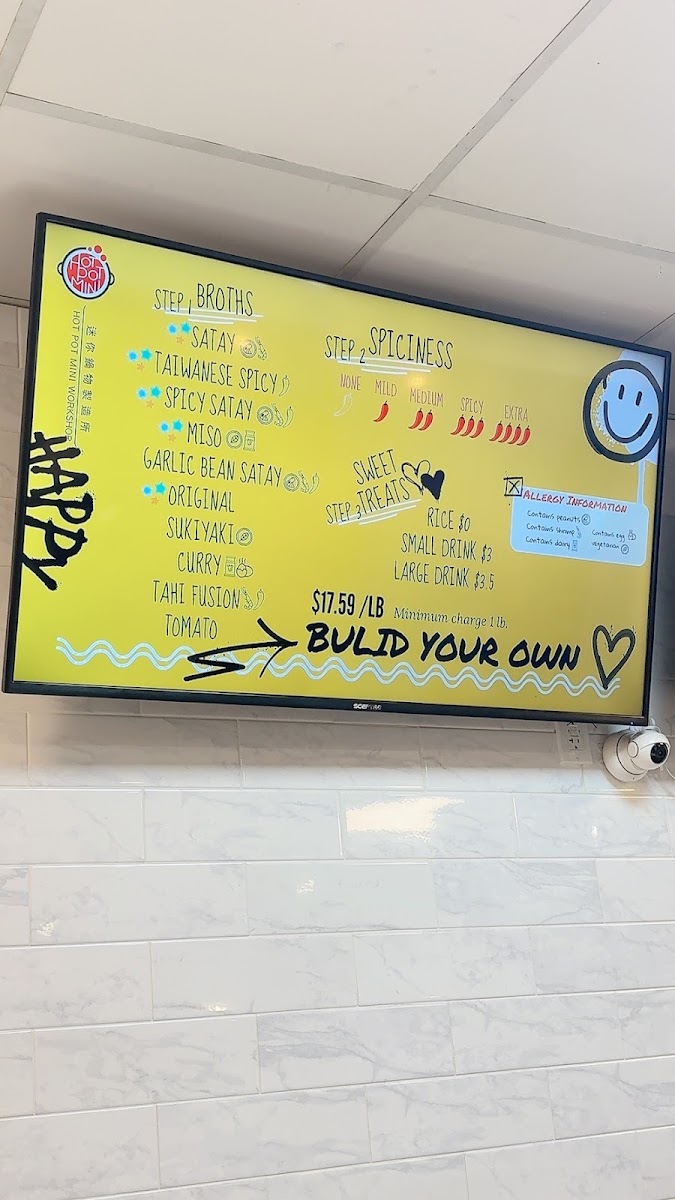 HOT POT MINI
迷你鍋物製造所
HOT POT MINI WORKSHOP
HAPPY
STEP 1 BROTHS
SATAY
TAIWANESE SPICY
SPICY SATAY
MISO
GARLIC BEAN SATAY
ORIGINAL
SUKIYAKI
CURRY
TAHI FUSION
TOMATO
STEP 2 SPICINESS
NONE MILD MEDIUM SPICY EXTRA
STEP 3 SWEET TREATS
RICE $0
SMALL DRINK $3
LARGE DRINK $3.5
$17.59 /LB Minimum charge 1 lb.
BULID YOUR OWN
ALLERGY INFORMATION
Contains peanuts
Contains shrimp Contains egg
Contains dairy vegetarian
SCEPTRE